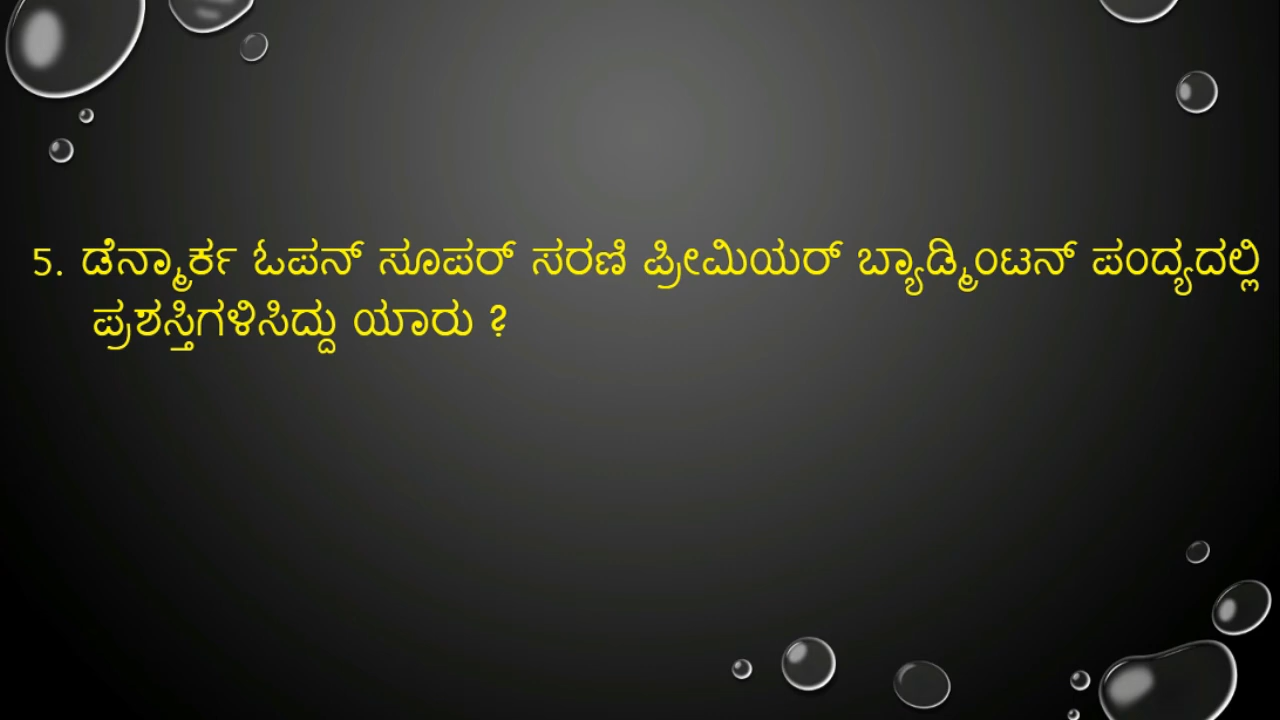 5. ಡೆನ್ಮಾರ್ಕ ಓಪನ್ ಸೂಪರ್ ಸರಣಿ ಪ್ರೀಮಿಯರ್ ಬ್ಯಾಡ್ಮಿಂಟನ್ ಪಂದ್ಯದಲ್ಲಿ
ಪ್ರಶಸ್ತಿಗಳಿಸಿದ್ದು ಯಾರು ?